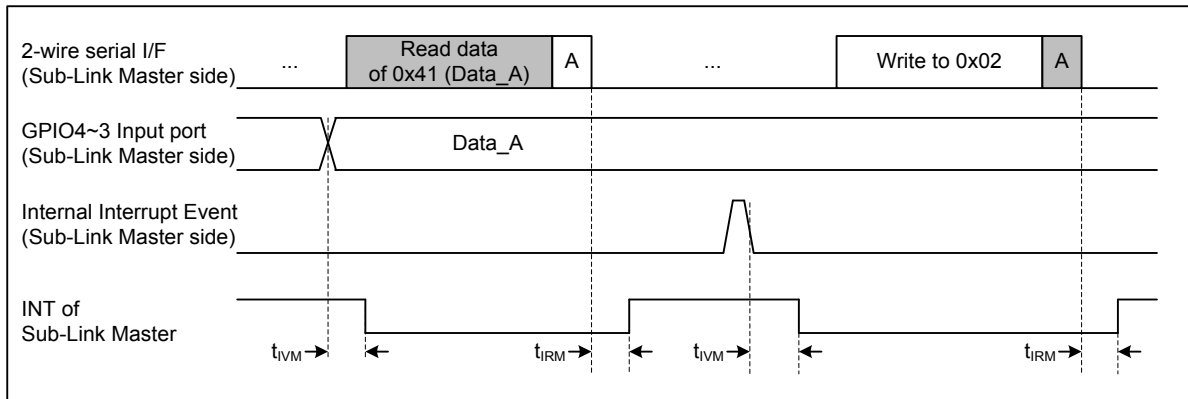 2-wire serial I/F
(Sub-Link Master side)
...
Read data
of 0x41 (Data_A)
A
...
Write to 0x02
A
GPIO4~3 Input port
(Sub-Link Master side)
Data_A
Internal Interrupt Event
(Sub-Link Master side)
INT of
Sub-Link Master
tIVM
tIRM
tIVM
tIRM